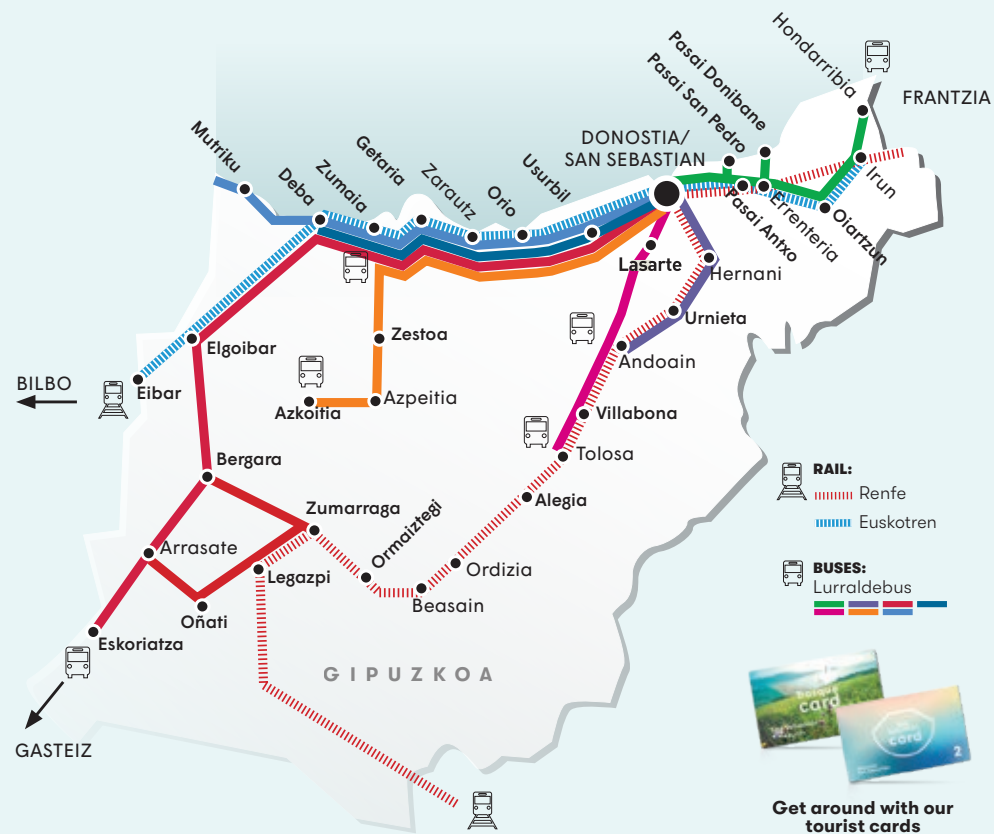 Hondarribia
FRANTZIA
Pasai Donibane
Pasai San Pedro
DONOSTIA/
SAN SEBASTIAN
Mutriku
Deba
Zumaia
Getaria
Zarautz
Orio
Usurbil
Irun
Oiartzun
Errenteria
Pasai Antxo
Lasarte
Hernani
Urnieta
Andoain
Elgoibar
Zestoa
BILBO
Eibar
Azkoitia
Azpeitia
Villabona
Tolosa
Bergara
Alegia
Zumarraga
Ormaiztegi
Arrasate
Legazpi
Ordizia
Beasain
Oñati
Eskoriatza
GIPUZKOA
GASTEIZ
RAIL:
Renfe
Euskotren
BUSES:
Lurraldebus
basque
card
card
2
Get around with our
tourist cards